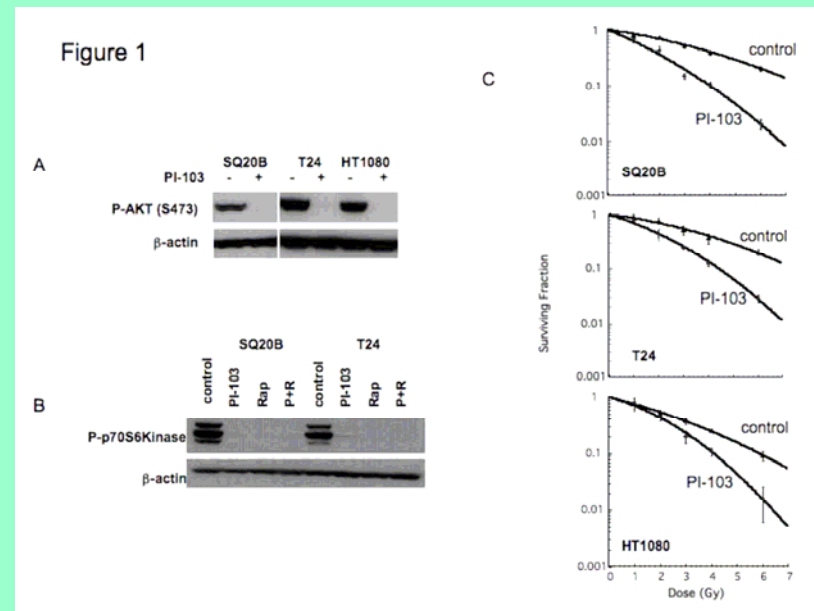 Figure 1
A
SQ20B T24 HT1080
PI-103 - + - + - +
P-AKT (S473)
β-actin
B
SQ20B T24
control PI-103 Rap P+R control PI-103 Rap P+R
P-p70S6Kinase
β-actin
C
Surviving Fraction
1
0.1
0.01
0.001
control
PI-103
SQ20B
1
0.1
0.01
0.001
control
PI-103
T24
1
0.1
0.01
0.001
control
PI-103
HT1080
0 1 2 3 4 5 6 7
Dose (Gy)